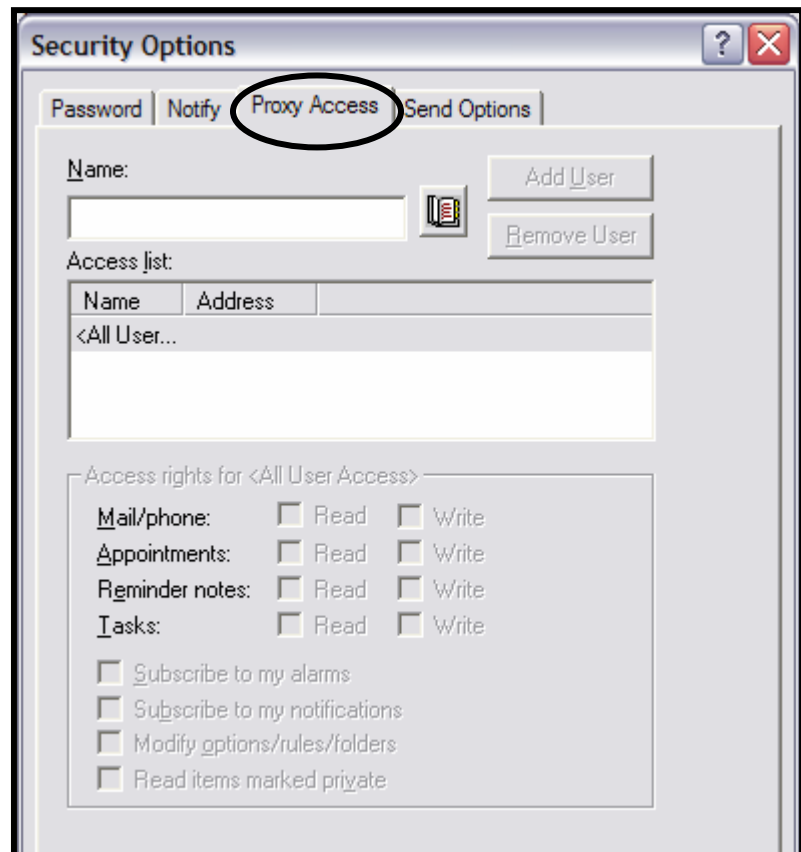 Security Options
Password Notify Proxy Access Send Options
Name:
Add User
Remove User
Access list:
Name Address
<All User...
Access rights for <All User Access>
Mail/phone: Read Write
Appointments: Read Write
Reminder notes: Read Write
Tasks: Read Write
Subscribe to my alarms
Subscribe to my notifications
Modify options/rules/folders
Read items marked private